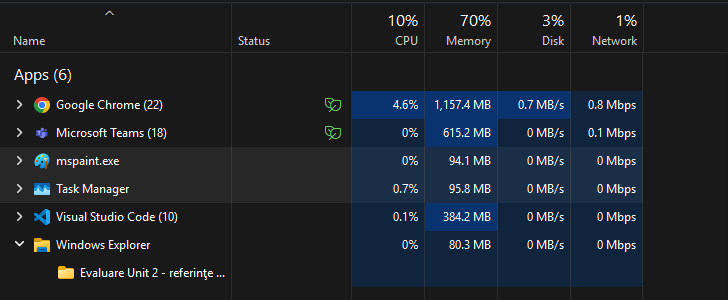 10% 70% 3% 1%
Name Status CPU Memory Disk Network
Apps (6)
Google Chrome (22) 4.6% 1,157.4 MB 0.7 MB/s 0.8 Mbps
Microsoft Teams (18) 0% 615.2 MB 0 MB/s 0.1 Mbps
mspaint.exe 0% 94.1 MB 0 MB/s 0 Mbps
Task Manager 0.7% 95.8 MB 0 MB/s 0 Mbps
Visual Studio Code (10) 0.1% 384.2 MB 0 MB/s 0 Mbps
Windows Explorer 0% 80.3 MB 0 MB/s 0 Mbps
Evaluare Unit 2 - referințe ...